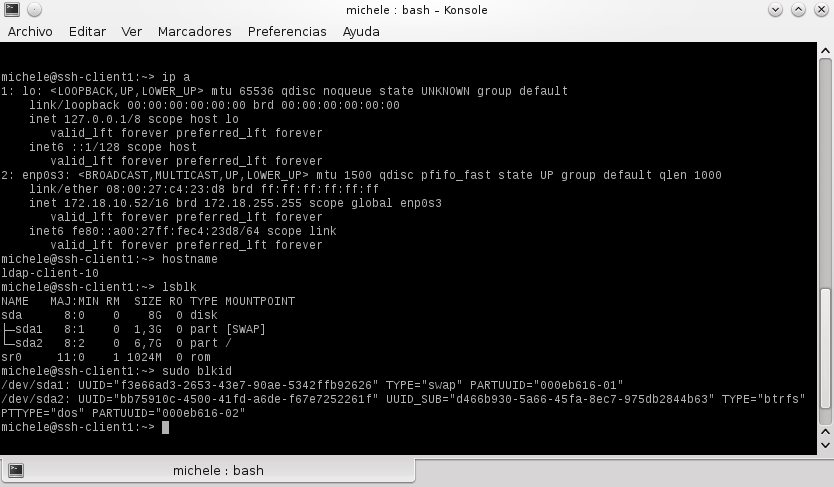 michele : bash – Konsole
Archivo Editar Ver Marcadores Preferencias Ayuda
michele@ssh-client1:~> ip a
1: lo: <LOOPBACK,UP,LOWER_UP> mtu 65536 qdisc noqueue state UNKNOWN group default
    link/loopback 00:00:00:00:00:00 brd 00:00:00:00:00:00
    inet 127.0.0.1/8 scope host lo
       valid_lft forever preferred_lft forever
    inet6 ::1/128 scope host
       valid_lft forever preferred_lft forever
2: enp0s3: <BROADCAST,MULTICAST,UP,LOWER_UP> mtu 1500 qdisc pfifo_fast state UP group default qlen 1000
    link/ether 08:00:27:c4:23:d8 brd ff:ff:ff:ff:ff:ff
    inet 172.18.10.52/16 brd 172.18.255.255 scope global enp0s3
       valid_lft forever preferred_lft forever
    inet6 fe80::a00:27ff:fec4:23d8/64 scope link
       valid_lft forever preferred_lft forever
michele@ssh-client1:~> hostname
ldap-client-10
michele@ssh-client1:~> lsblk
NAME   MAJ:MIN RM  SIZE RO TYPE MOUNTPOINT
sda      8:0    0    8G  0 disk
├─sda1   8:1    0  1,3G  0 part [SWAP]
└─sda2   8:2    0  6,7G  0 part /
sr0     11:0    1 1024M  0 rom
michele@ssh-client1:~> sudo blkid
/dev/sda1: UUID="f3e66ad3-2653-43e7-90ae-5342ffb92626" TYPE="swap" PARTUUID="000eb616-01"
/dev/sda2: UUID="bb75910c-4500-41fd-a6de-f67e7252261f" UUID_SUB="d466b930-5a66-45fa-8ec7-975db2844b63" TYPE="btrfs"
PTTYPE="dos" PARTUUID="000eb616-02"
michele@ssh-client1:~>
michele : bash